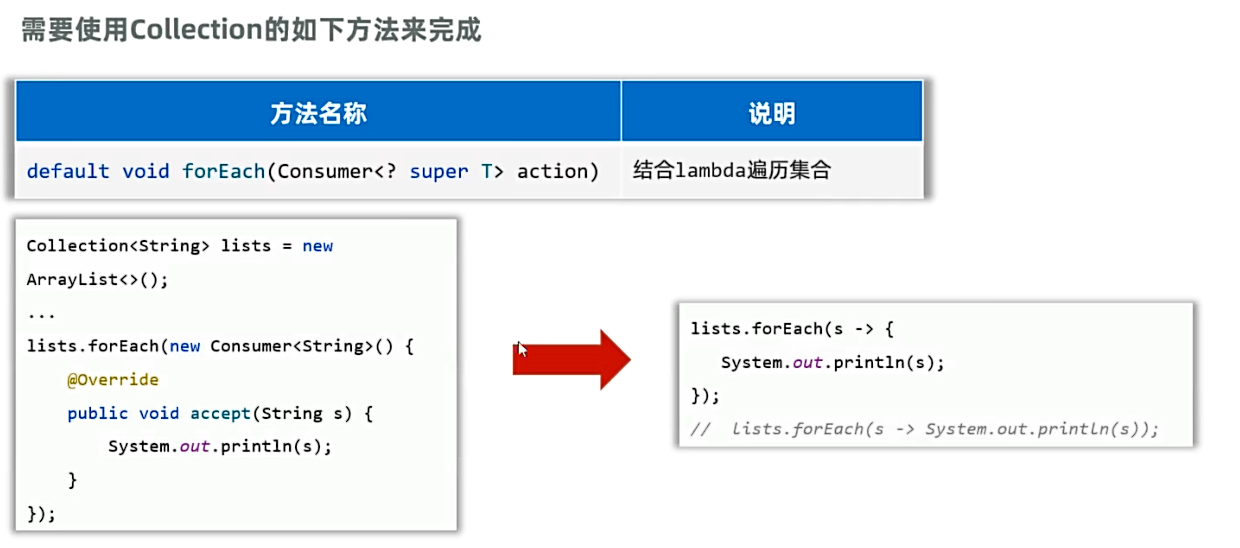 需要使用Collection的如下方法来完成
方法名称 说明
default void forEach(Consumer<? super T> action) 结合lambda遍历集合
Collection<String> lists = new
ArrayList<>();
...
lists.forEach(new Consumer<String>() {
@Override
public void accept(String s) {
System.out.println(s);
}
});
lists.forEach(s -> {
System.out.println(s);
});
// lists.forEach(s -> System.out.println(s));